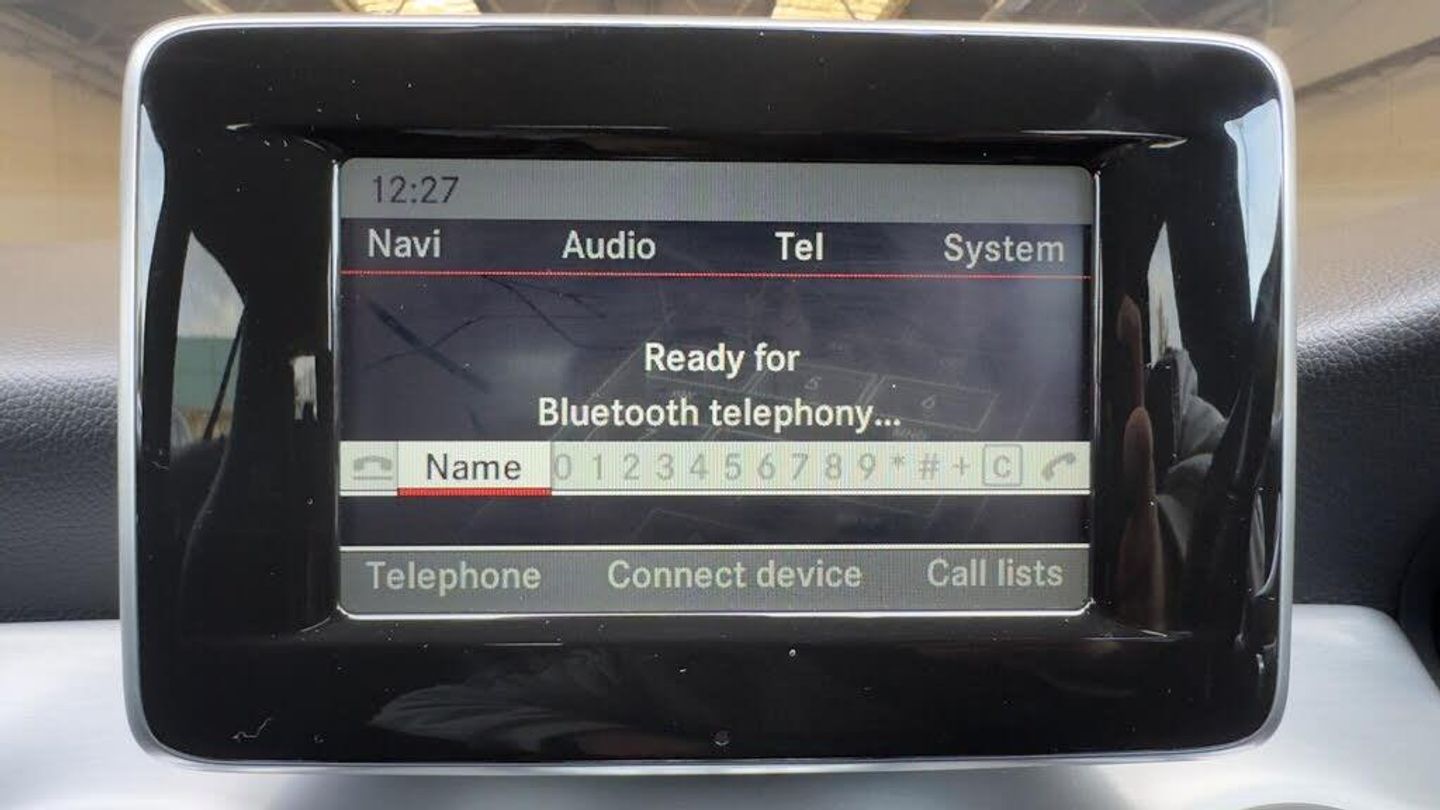 12:27
Navi Audio Tel System
Ready for
Bluetooth telephony...
Name 0 1 2 3 4 5 6 7 8 9 * # + C
Telephone Connect device Call lists